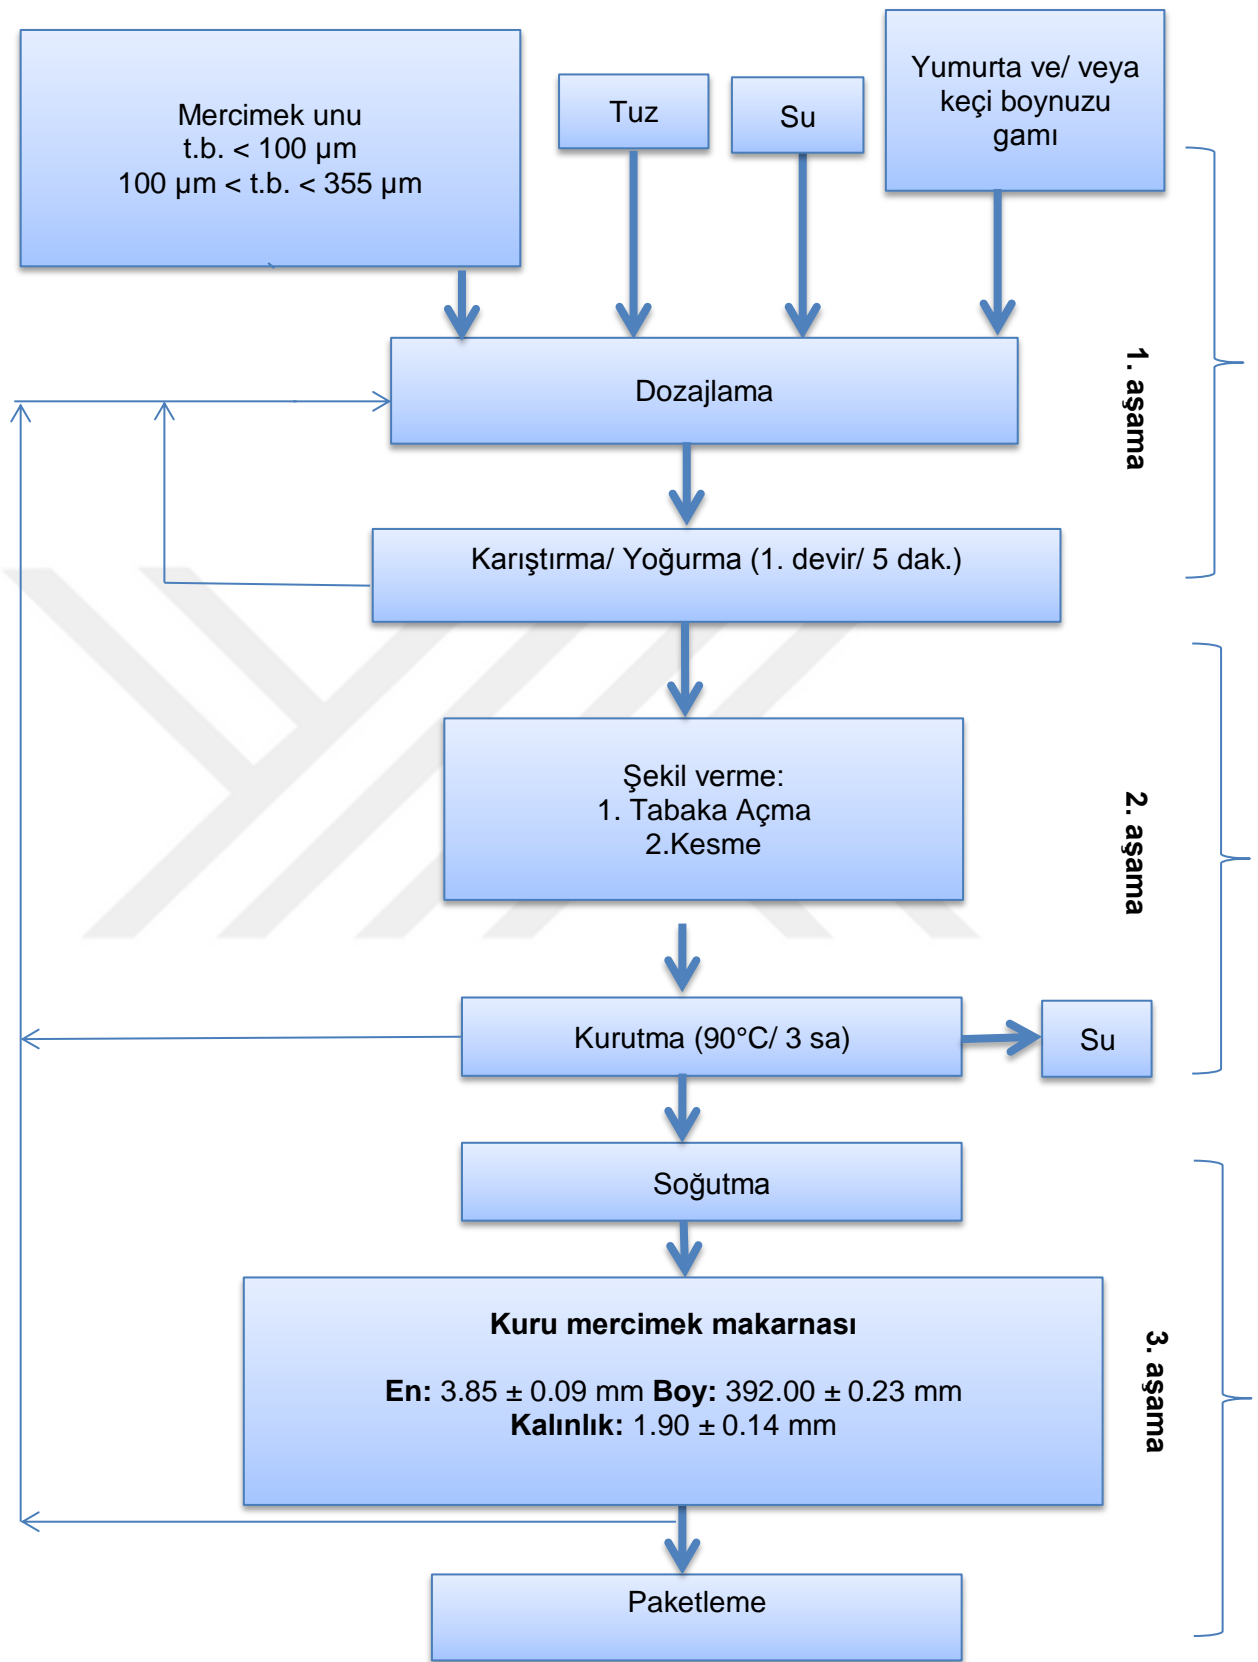 Mercimek unu
t.b. < 100 µm
100 µm < t.b. < 355 µm
Tuz
Su
Yumurta ve/ veya
keçi boynuzu
gamı
1. aşama
Dozajlama
Karıştırma/ Yoğurma (1. devir/ 5 dak.)
Şekil verme:
1. Tabaka Açma
2.Kesme
2. aşama
Kurutma (90°C/ 3 sa)
Su
Soğutma
Kuru mercimek makarnası
En: 3.85 ± 0.09 mm Boy: 392.00 ± 0.23 mm
Kalınlık: 1.90 ± 0.14 mm
3. aşama
Paketleme